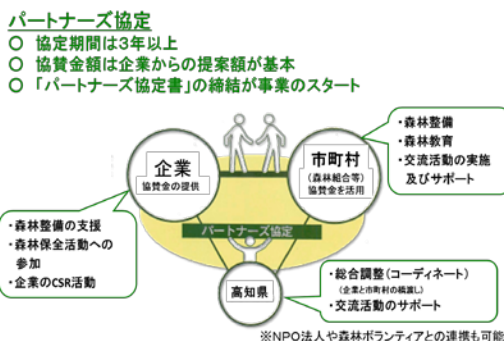 パートナーズ協定
○ 協定期間は3年以上
○ 協賛金額は企業からの提案額が基本
○ 「パートナーズ協定書」の締結が事業のスタート
・森林整備
・森林教育
・交流活動の実施
及びサポート
企業
協賛金の提供
市町村
（森林組合等）
協賛金を活用
パートナーズ協定
・森林整備の支援
・森林保全活動への
参加
・企業のCSR活動
高知県
・総合調整（コーディネート）
（企業と市町村の橋渡し）
・交流活動のサポート
※NPO法人や森林ボランティアとの連携も可能